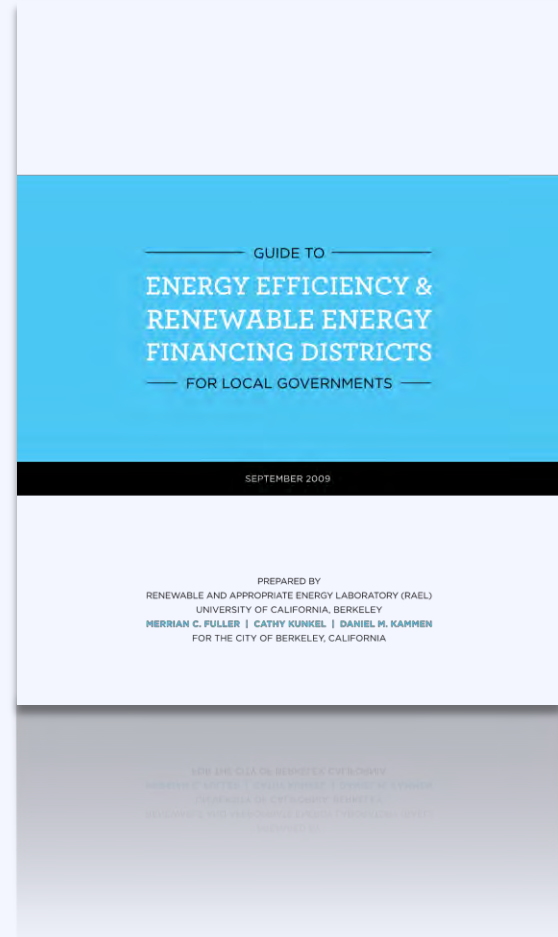 GUIDE TO
ENERGY EFFICIENCY &
RENEWABLE ENERGY
FINANCING DISTRICTS
FOR LOCAL GOVERNMENTS
SEPTEMBER 2009
PREPARED BY
RENEWABLE AND APPROPRIATE ENERGY LABORATORY (RAEL)
UNIVERSITY OF CALIFORNIA, BERKELEY
MERRIAN C. FULLER | CATHY KUNKEL | DANIEL M. KAMMEN
FOR THE CITY OF BERKELEY, CALIFORNIA